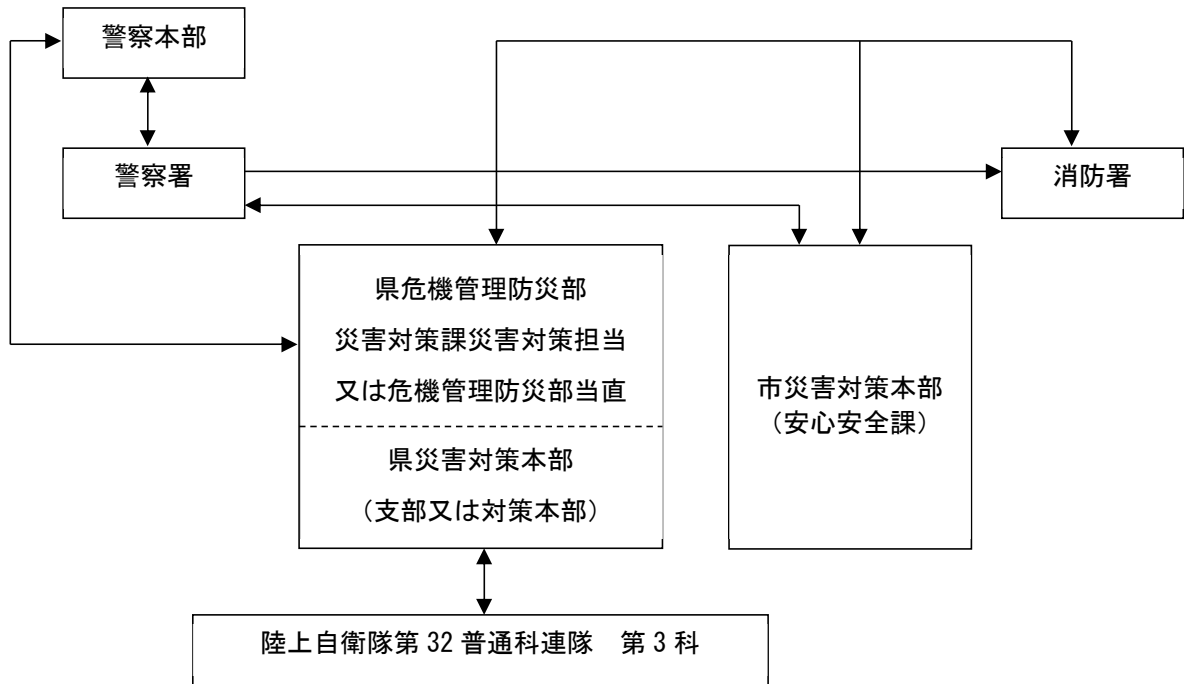 警察本部
警察署
消防署
県危機管理防災部
災害対策課災害対策担当
又は危機管理防災部当直
県災害対策本部
（支部又は対策本部）
市災害対策本部
（安心安全課）
陸上自衛隊第 32 普通科連隊　第 3 科